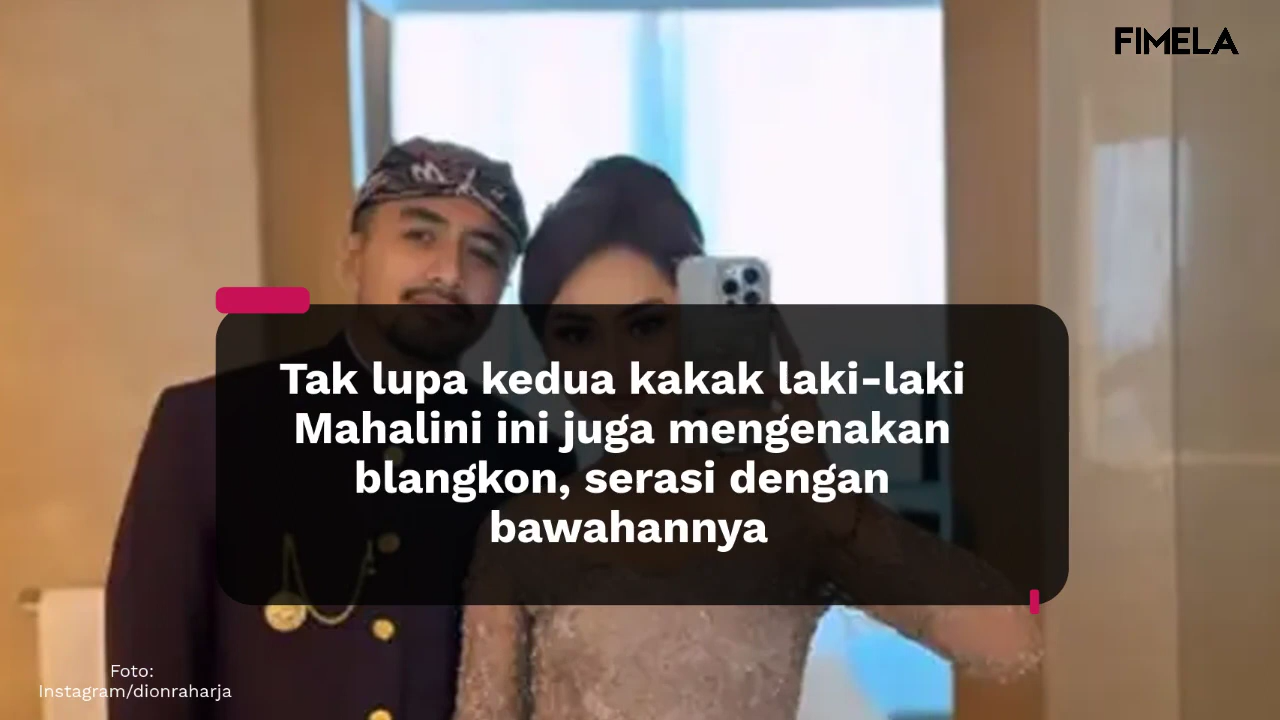 FIMELA
Tak lupa kedua kakak laki-laki
Mahalini ini juga mengenakan
blangkon, serasi dengan
bawahannya
Foto:
Instagram/dionraharja